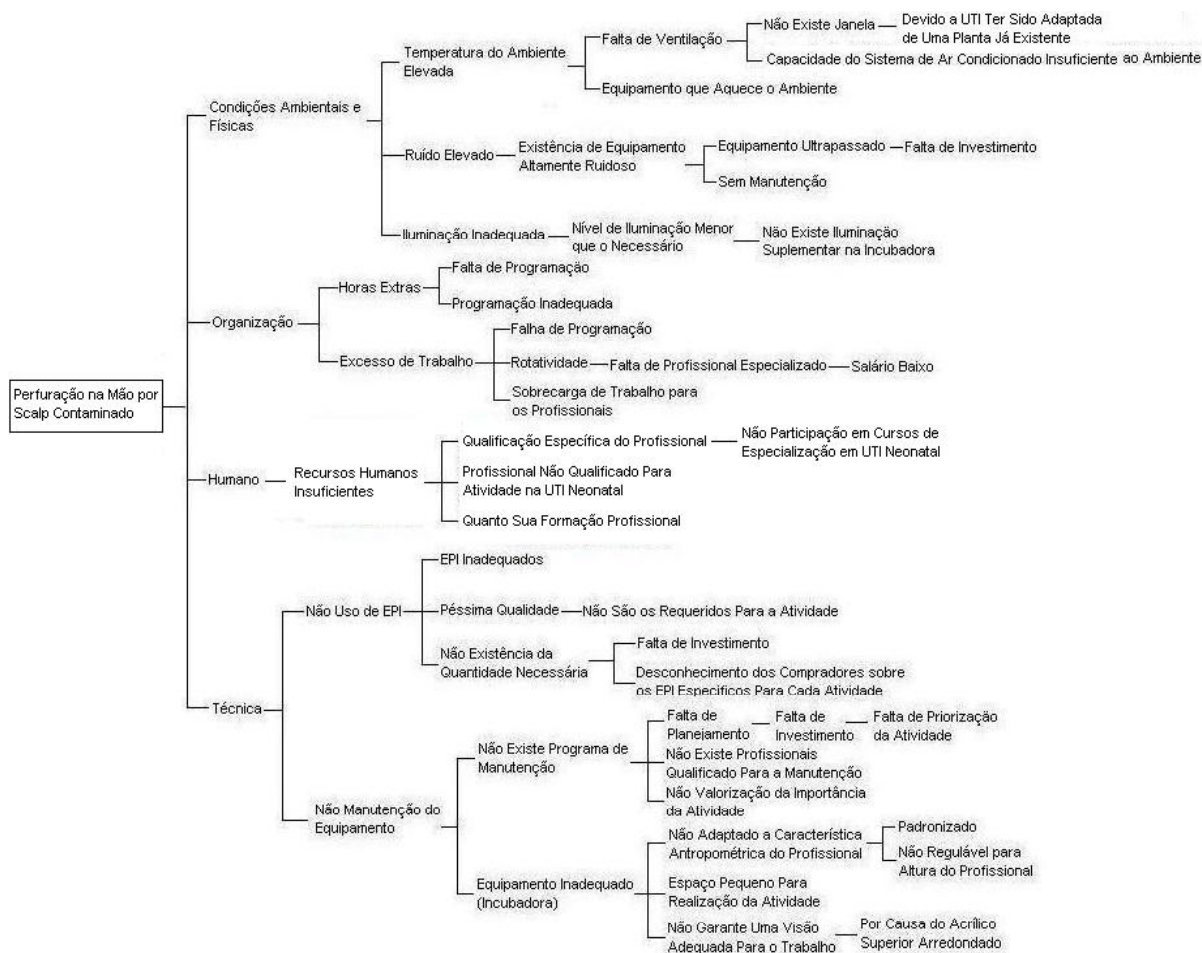 Não Existe Janela
Devido a UTI Ter Sido Adaptada
de Uma Planta Já Existente
Falta de Ventilação
Temperatura do Ambiente
Elevada
Capacidade do Sistema de Ar Condicionado Insuficiente ao Ambiente
Equipamento que Aquece o Ambiente
Condições Ambientais e
Físicas
Ruído Elevado
Existência de Equipamento
Altamente Ruidoso
Equipamento Ultrapassado
Falta de Investimento
Sem Manutenção
Iluminação Inadequada
Nível de Iluminação Menor
que o Necessário
Não Existe Iluminação
Suplementar na Incubadora
Falta de Programação
Horas Extras
Programação Inadequada
Organização
Falha de Programação
Excesso de Trabalho
Rotatividade
Falta de Profissional Especializado
Salário Baixo
Sobrecarga de Trabalho para
os Profissionais
Perfuração na Mão por
Scalp Contaminado
Qualificação Específica do Profissional
Não Participação em Cursos de
Especialização em UTI Neonatal
Humano
Recursos Humanos
Insuficientes
Profissional Não Qualificado Para
Atividade na UTI Neonatal
Quanto Sua Formação Profissional
EPI Inadequados
Não Uso de EPI
Péssima Qualidade
Não São os Requeridos Para a Atividade
Não Existência da
Quantidade Necessária
Falta de Investimento
Desconhecimento dos Compradores sobre
os EPI Especificos Para Cada Atividade
Técnica
Falta de
Planejamento
Falta de
Investimento
Falta de Priorização
da Atividade
Não Existe Programa de
Manutenção
Não Existe Profissionais
Qualificado Para a Manutenção
Não Valorização da Importância
da Atividade
Não Manutenção do
Equipamento
Não Adaptado a Característica
Antropométrica do Profissional
Padronizado
Não Regulável para
Altura do Profissional
Equipamento Inadequado
(Incubadora)
Espaço Pequeno Para
Realização da Atividade
Não Garante Uma Visão
Adequada Para o Trabalho
Por Causa do Acrílico
Superior Arredondado